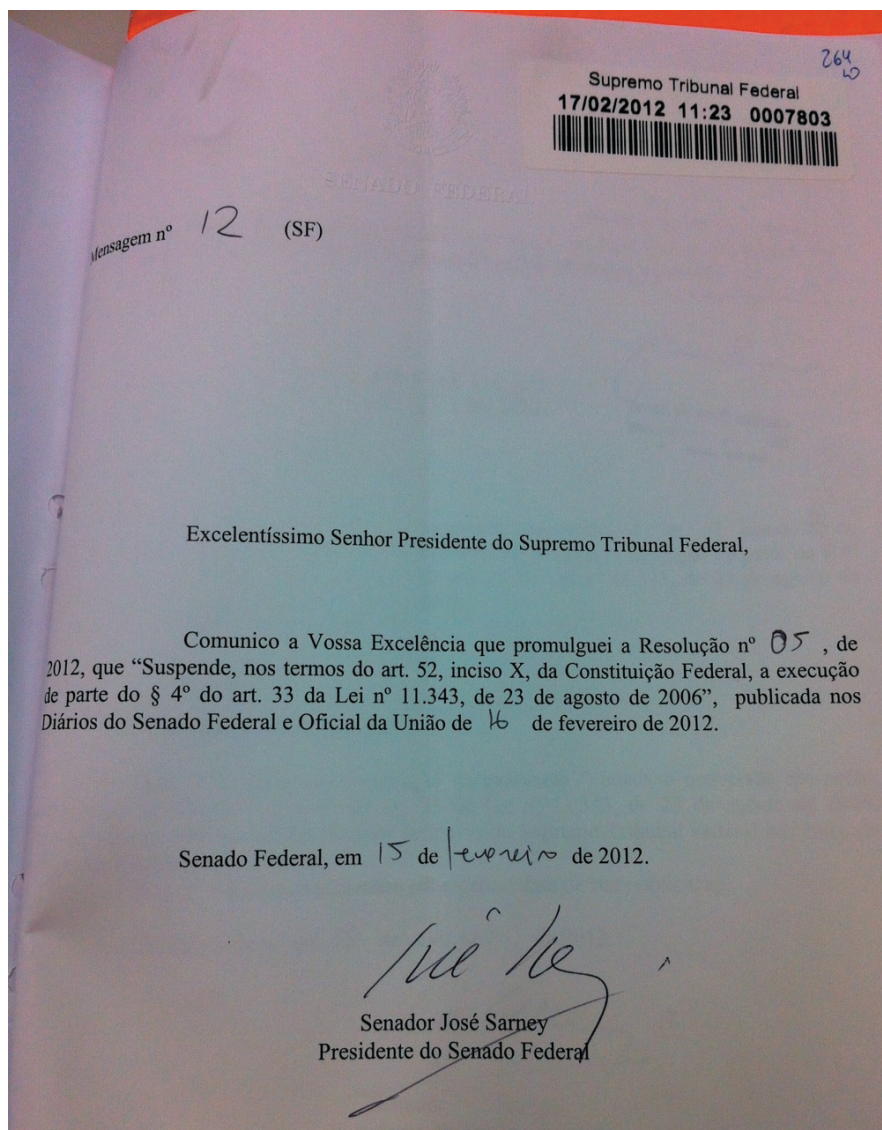 264
Supremo Tribunal Federal
17/02/2012 11:23 0007803
SENADO FEDERAL
Mensagem nº 12 (SF)
Excelentíssimo Senhor Presidente do Supremo Tribunal Federal,
Comunico a Vossa Excelência que promulguei a Resolução nº 05 , de
2012, que “Suspende, nos termos do art. 52, inciso X, da Constituição Federal, a execução
de parte do § 4º do art. 33 da Lei nº 11.343, de 23 de agosto de 2006”, publicada nos
Diários do Senado Federal e Oficial da União de 16 de fevereiro de 2012.
Senado Federal, em 15 de fevereiro de 2012.
Senador José Sarney
Presidente do Senado Federal